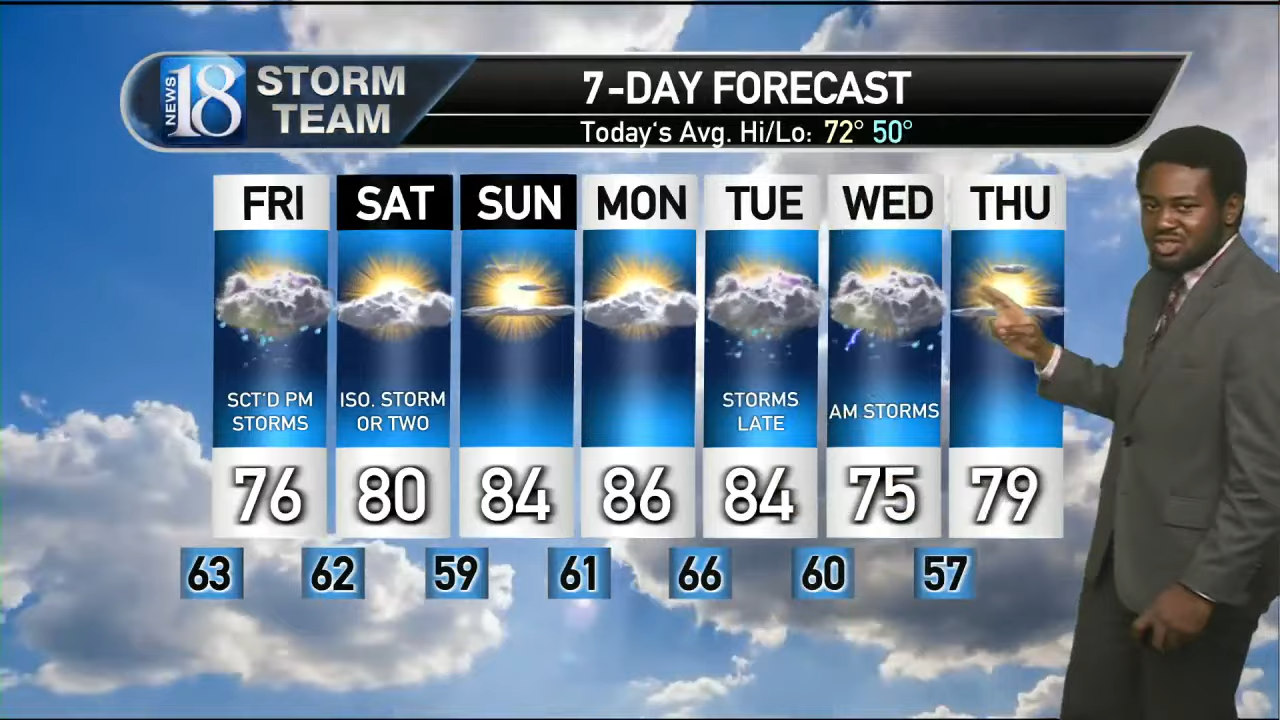 NEWS 18 STORM TEAM
7-DAY FORECAST
Today's Avg. Hi/Lo: 72° 50°
FRI SAT SUN MON TUE WED THU
SCT'D PM STORMS
ISO. STORM OR TWO
STORMS LATE
AM STORMS
76 80 84 86 84 75 79
63 62 59 61 66 60 57